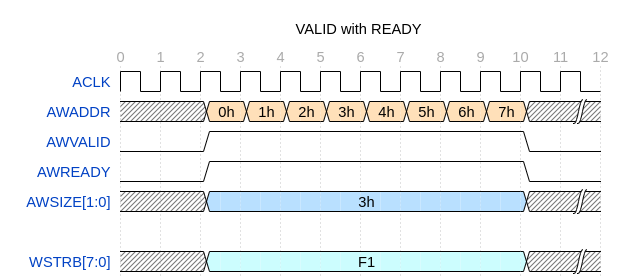 VALID with READY
0 1 2 3 4 5 6 7 8 9 10 11 12
ACLK
AWADDR 0h 1h 2h 3h 4h 5h 6h 7h
AWVALID
AWREADY
AWSIZE[1:0] 3h
WSTRB[7:0] F1